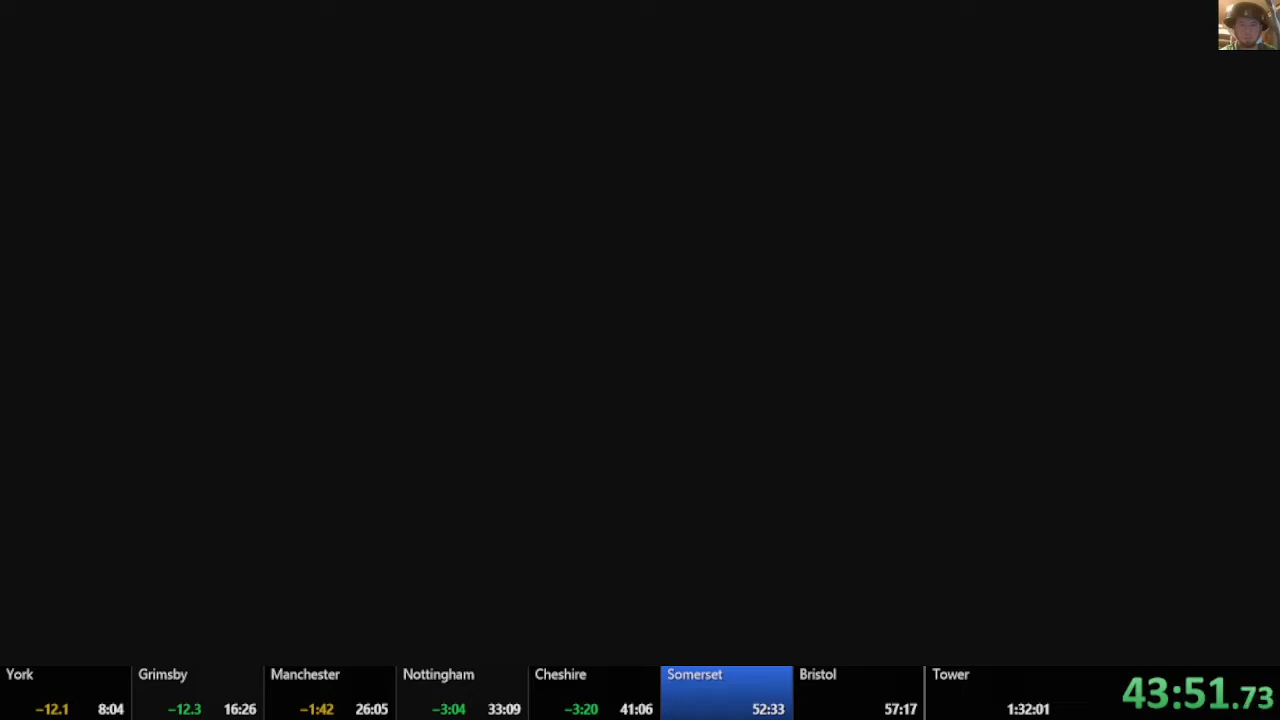 York
−12.1 8:04
Grimsby
−12.3 16:26
Manchester
−1:42 26:05
Nottingham
−3:04 33:09
Cheshire
−3:20 41:06
Somerset
52:33
Bristol
57:17
Tower
1:32:01
43:51.73